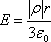 E = |ρ|r / 3ε₀